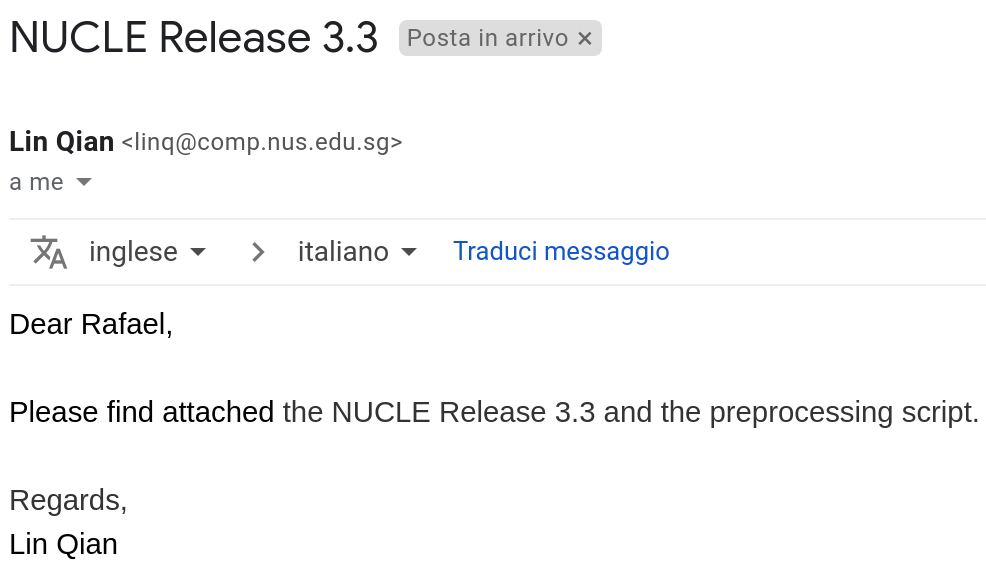 NUCLE Release 3.3 Posta in arrivo ×
Lin Qian <linq@comp.nus.edu.sg>
a me
inglese > italiano Traduci messaggio
Dear Rafael,
Please find attached the NUCLE Release 3.3 and the preprocessing script.
Regards,
Lin Qian